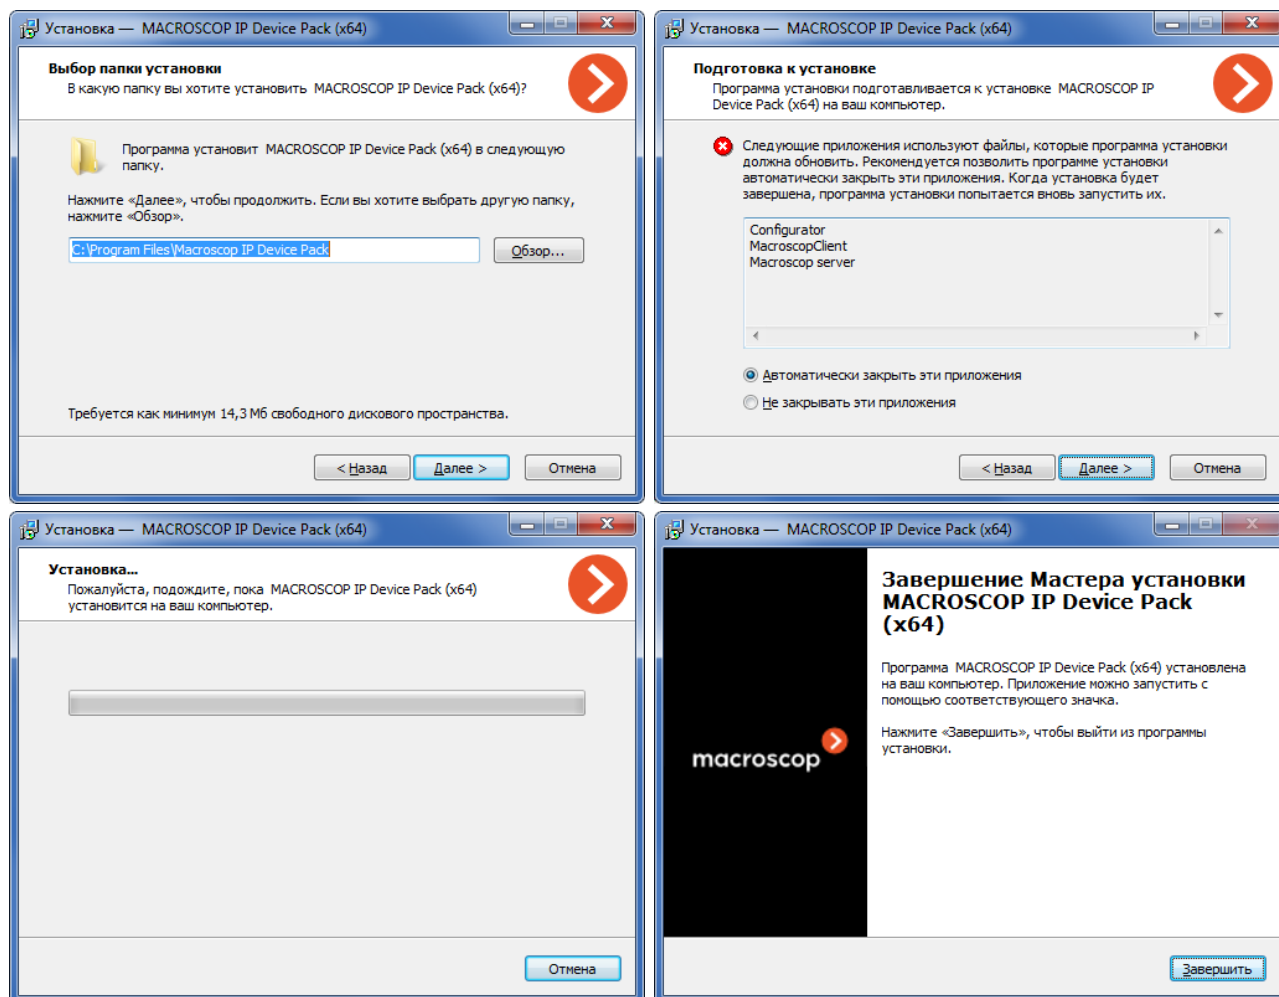 Установка — MACROSCOP IP Device Pack (x64)
Выбор папки установки
В какую папку вы хотите установить MACROSCOP IP Device Pack (x64)?
Программа установит MACROSCOP IP Device Pack (x64) в следующую
папку.
Нажмите «Далее», чтобы продолжить. Если вы хотите выбрать другую папку,
нажмите «Обзор».
C:\Program Files\Macroscop IP Device Pack
Обзор...
Требуется как минимум 14,3 Мб свободного дискового пространства.
< Назад
Далее >
Отмена
Установка — MACROSCOP IP Device Pack (x64)
Подготовка к установке
Программа установки подготавливается к установке MACROSCOP IP
Device Pack (x64) на ваш компьютер.
Следующие приложения используют файлы, которые программа установки
должна обновить. Рекомендуется позволить программе установки
автоматически закрыть эти приложения. Когда установка будет
завершена, программа установки попытается вновь запустить их.
Configurator
MacroscopClient
Macroscop server
Автоматически закрыть эти приложения
Не закрывать эти приложения
< Назад
Далее >
Отмена
Установка — MACROSCOP IP Device Pack (x64)
Установка...
Пожалуйста, подождите, пока MACROSCOP IP Device Pack (x64)
установится на ваш компьютер.
Отмена
Установка — MACROSCOP IP Device Pack (x64)
macroscop
Завершение Мастера установки
MACROSCOP IP Device Pack
(x64)
Программа MACROSCOP IP Device Pack (x64) установлена
на ваш компьютер. Приложение можно запустить с
помощью соответствующего значка.
Нажмите «Завершить», чтобы выйти из программы
установки.
Завершить